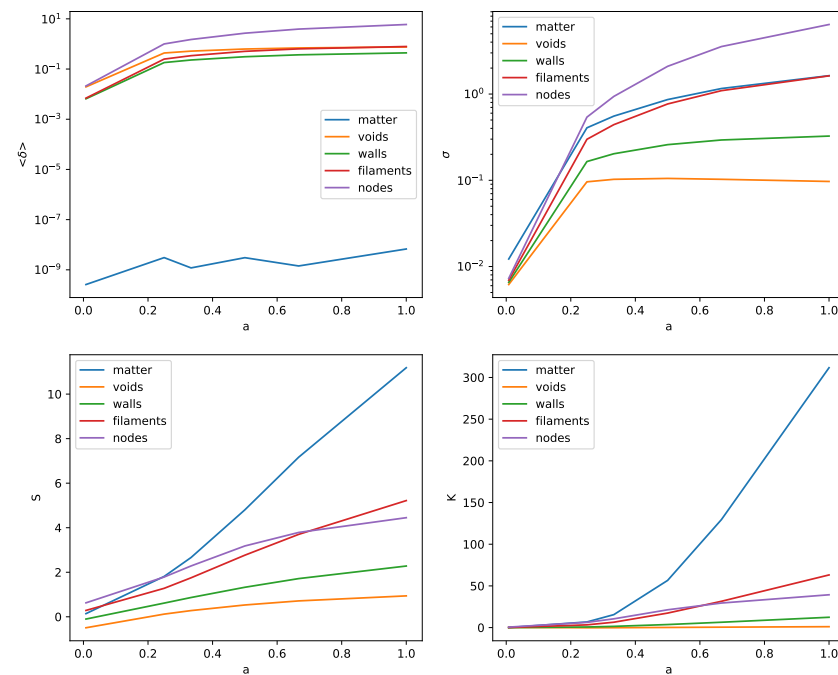 10^1
10^−1
10^−3
10^−5
10^−7
10^−9
<δ>
matter
voids
walls
filaments
nodes
0.0 0.2 0.4 0.6 0.8 1.0
a
10^0
10^−1
10^−2
σ
matter
voids
walls
filaments
nodes
0.0 0.2 0.4 0.6 0.8 1.0
a
10
8
6
4
2
0
S
matter
voids
walls
filaments
nodes
0.0 0.2 0.4 0.6 0.8 1.0
a
300
250
200
150
100
50
0
K
matter
voids
walls
filaments
nodes
0.0 0.2 0.4 0.6 0.8 1.0
a